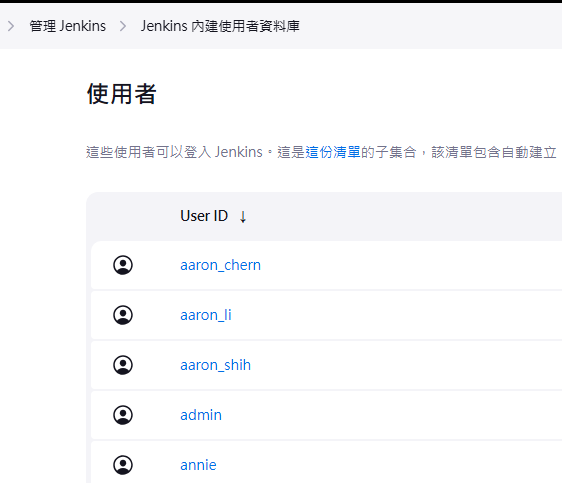 管理 Jenkins
Jenkins 內建使用者資料庫
使用者
這些使用者可以登入 Jenkins。這是這份清單的子集合，該清單包含自動建立
User ID ↓
aaron_chern
aaron_li
aaron_shih
admin
annie